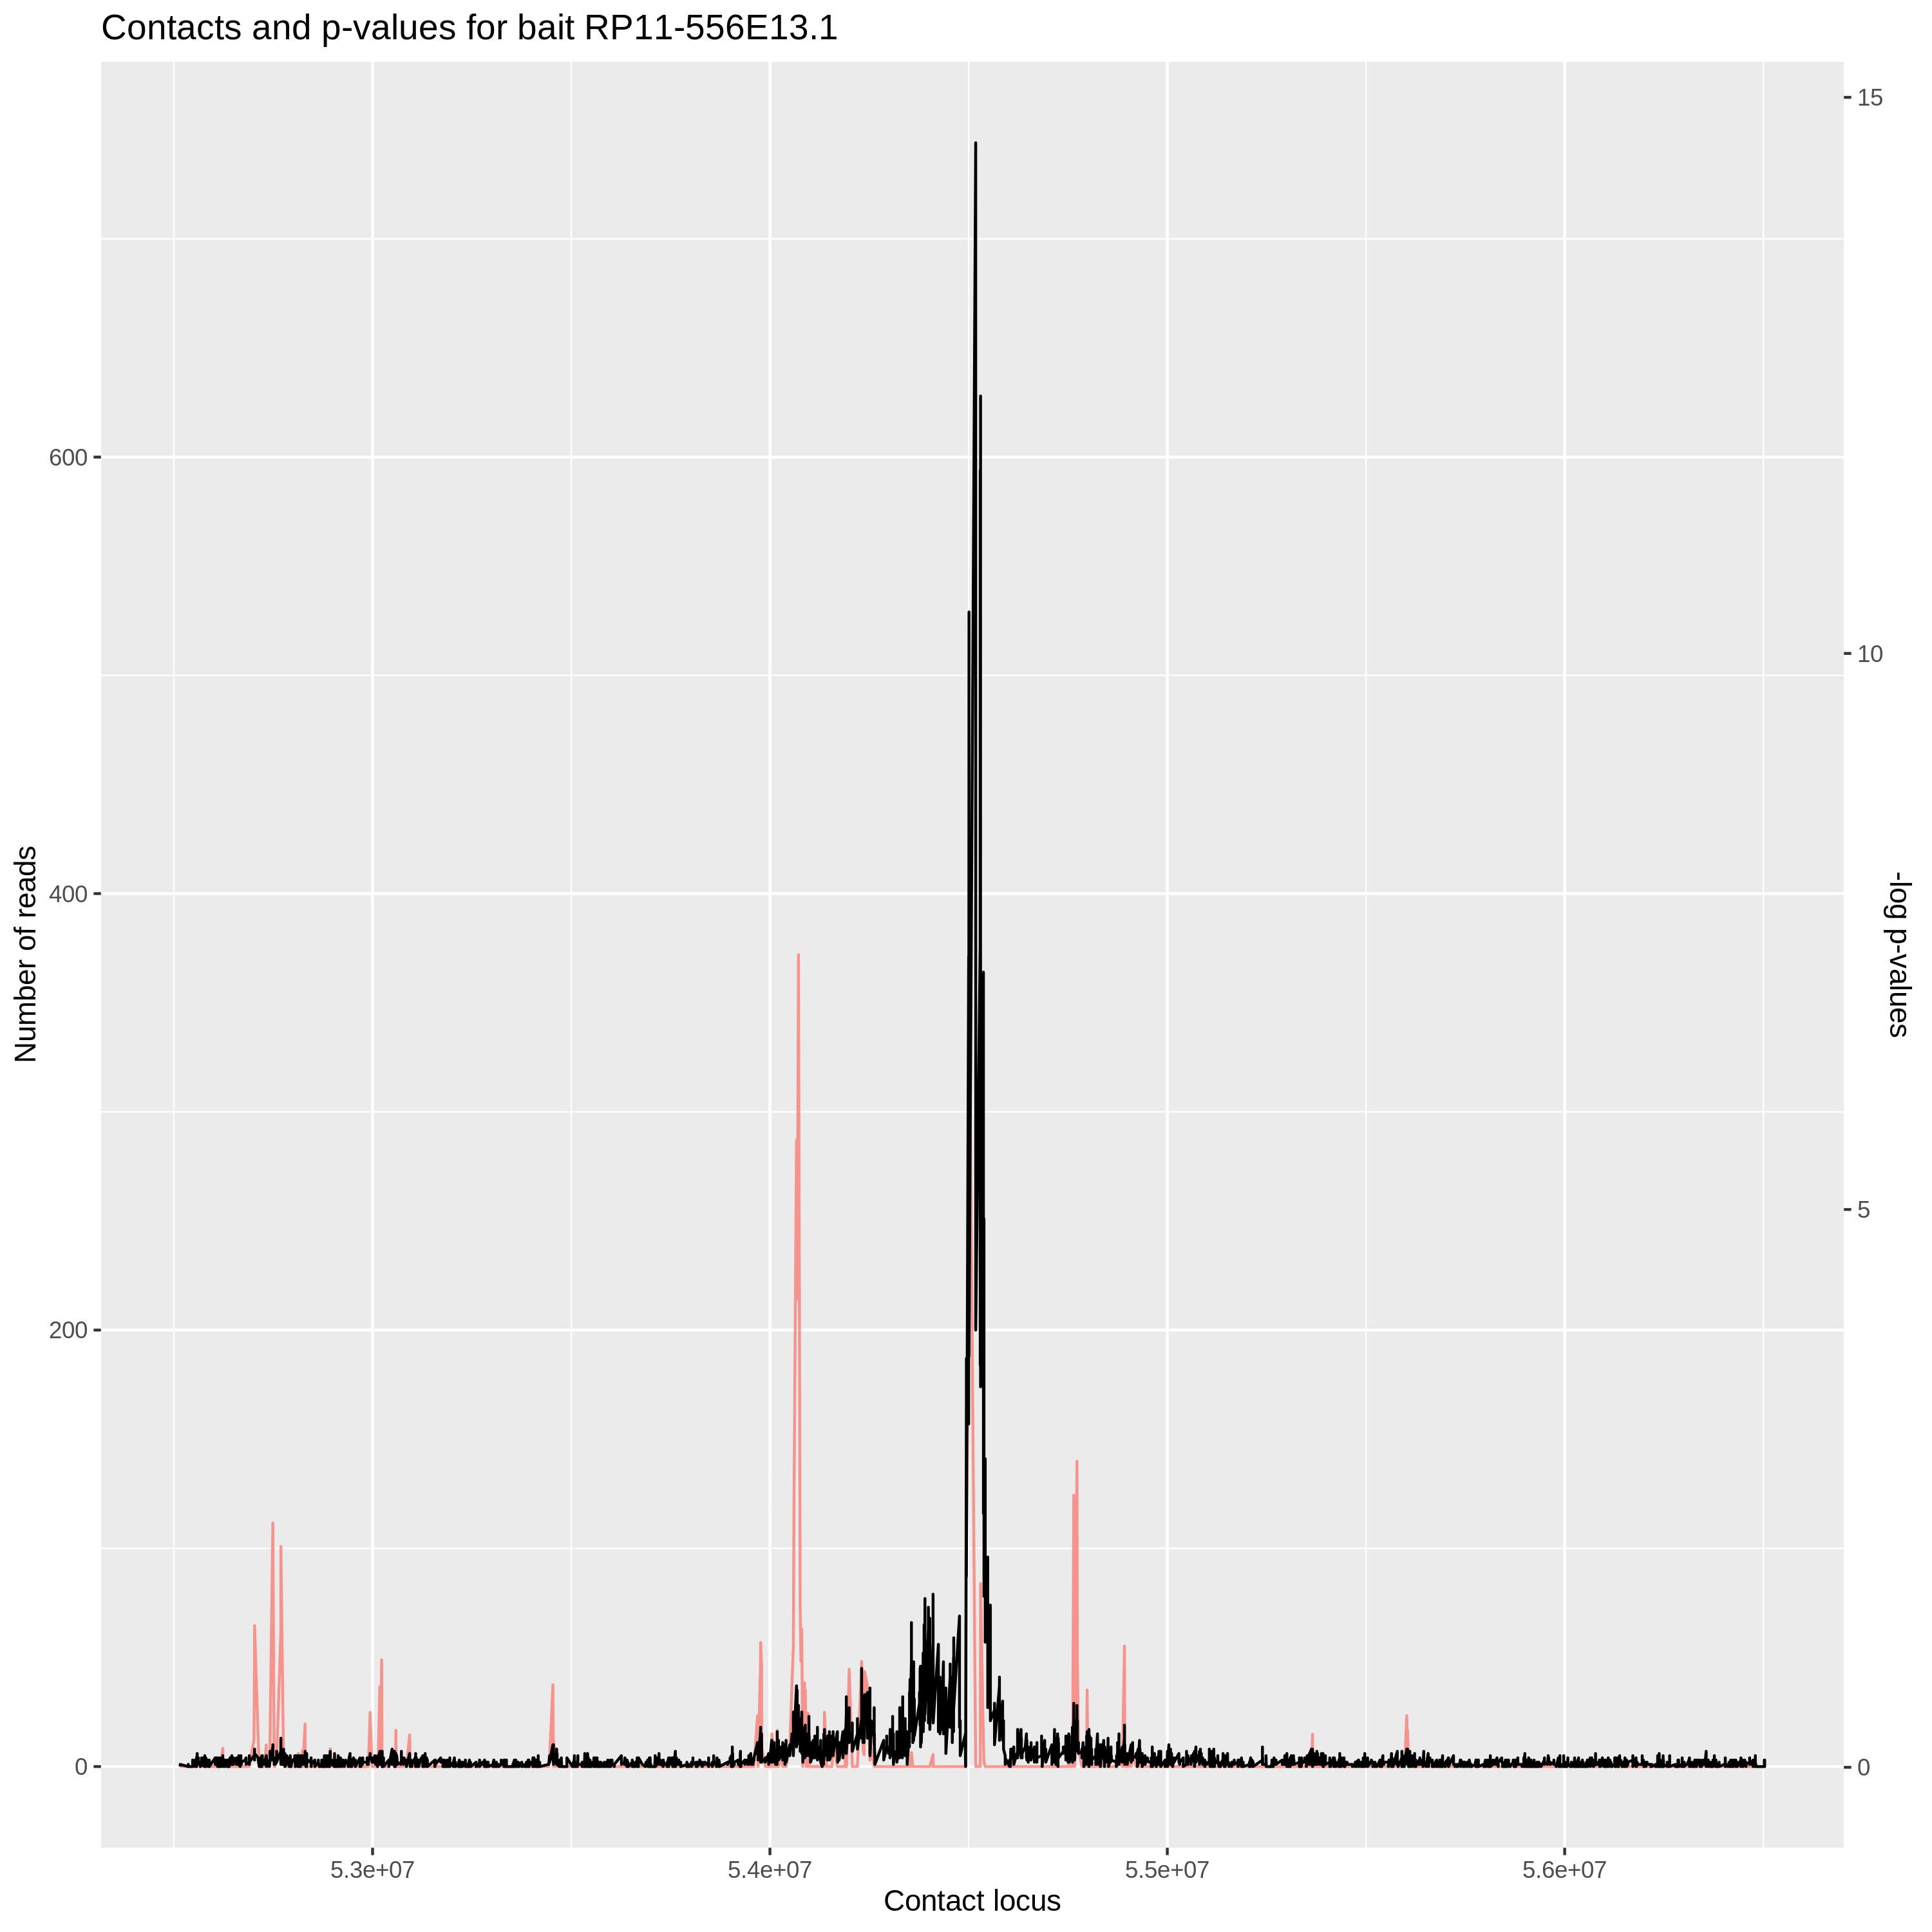 Contacts and p-values for bait RP11-556E13.1
15
600
10
400
Number of reads
-log p-values
5
200
0
0
5.3e+07
5.4e+07
5.5e+07
5.6e+07
Contact locus